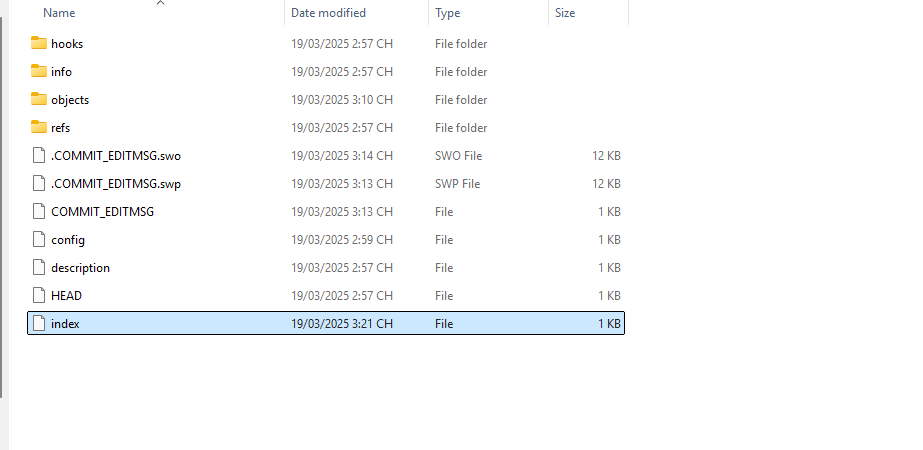 Name Date modified Type Size
hooks 19/03/2025 2:57 CH File folder
info 19/03/2025 2:57 CH File folder
objects 19/03/2025 3:10 CH File folder
refs 19/03/2025 2:57 CH File folder
.COMMIT_EDITMSG.swo 19/03/2025 3:14 CH SWO File 12 KB
.COMMIT_EDITMSG.swp 19/03/2025 3:13 CH SWP File 12 KB
COMMIT_EDITMSG 19/03/2025 3:13 CH File 1 KB
config 19/03/2025 2:59 CH File 1 KB
description 19/03/2025 2:57 CH File 1 KB
HEAD 19/03/2025 2:57 CH File 1 KB
index 19/03/2025 3:21 CH File 1 KB